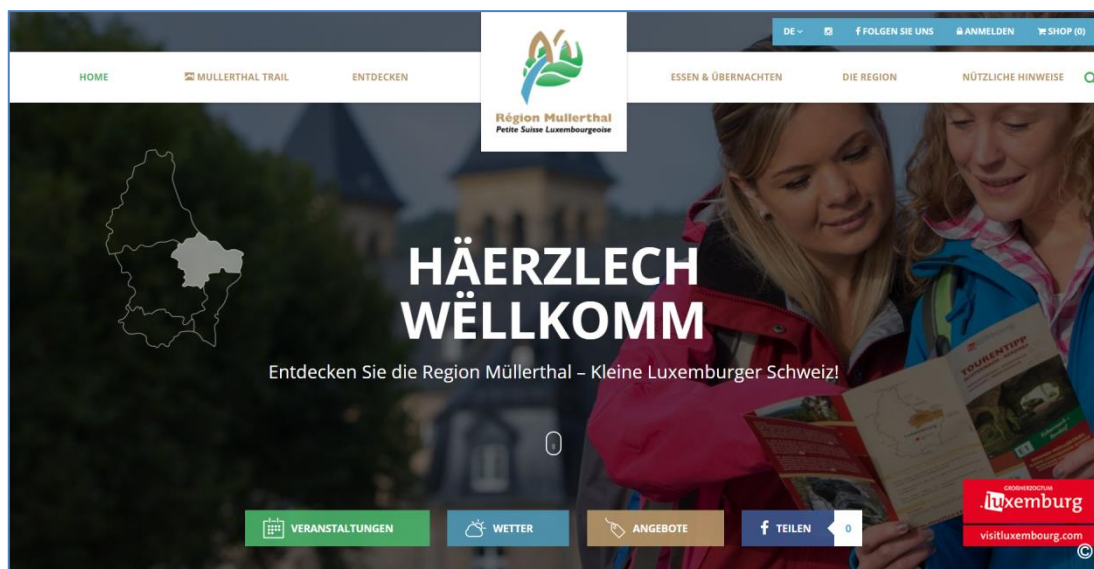 DE
FOLGEN SIE UNS
ANMELDEN
SHOP (0)
HOME
MULLERTHAL TRAIL
ENTDECKEN
Région Mullerthal
Petite Suisse Luxembourgeoise
ESSEN & ÜBERNACHTEN
DIE REGION
NÜTZLICHE HINWEISE
HÄERZLECH
WËLLKOMM
Entdecken Sie die Region Müllerthal – Kleine Luxemburger Schweiz!
TOURENTIPP
E1
VERANSTALTUNGEN
WETTER
ANGEBOTE
TEILEN
0
GROßHERZOGTUM
.luxemburg
visitluxembourg.com
©